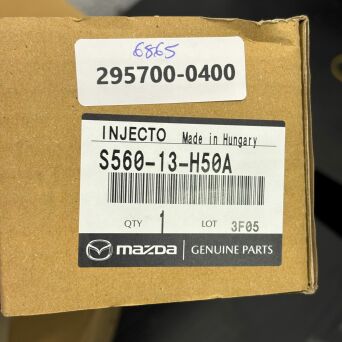 6865
295700-0400
INJECTO Made in Hungary
S560-13-H50A
QTY 1 LOT 3F05
mazda GENUINE PARTS